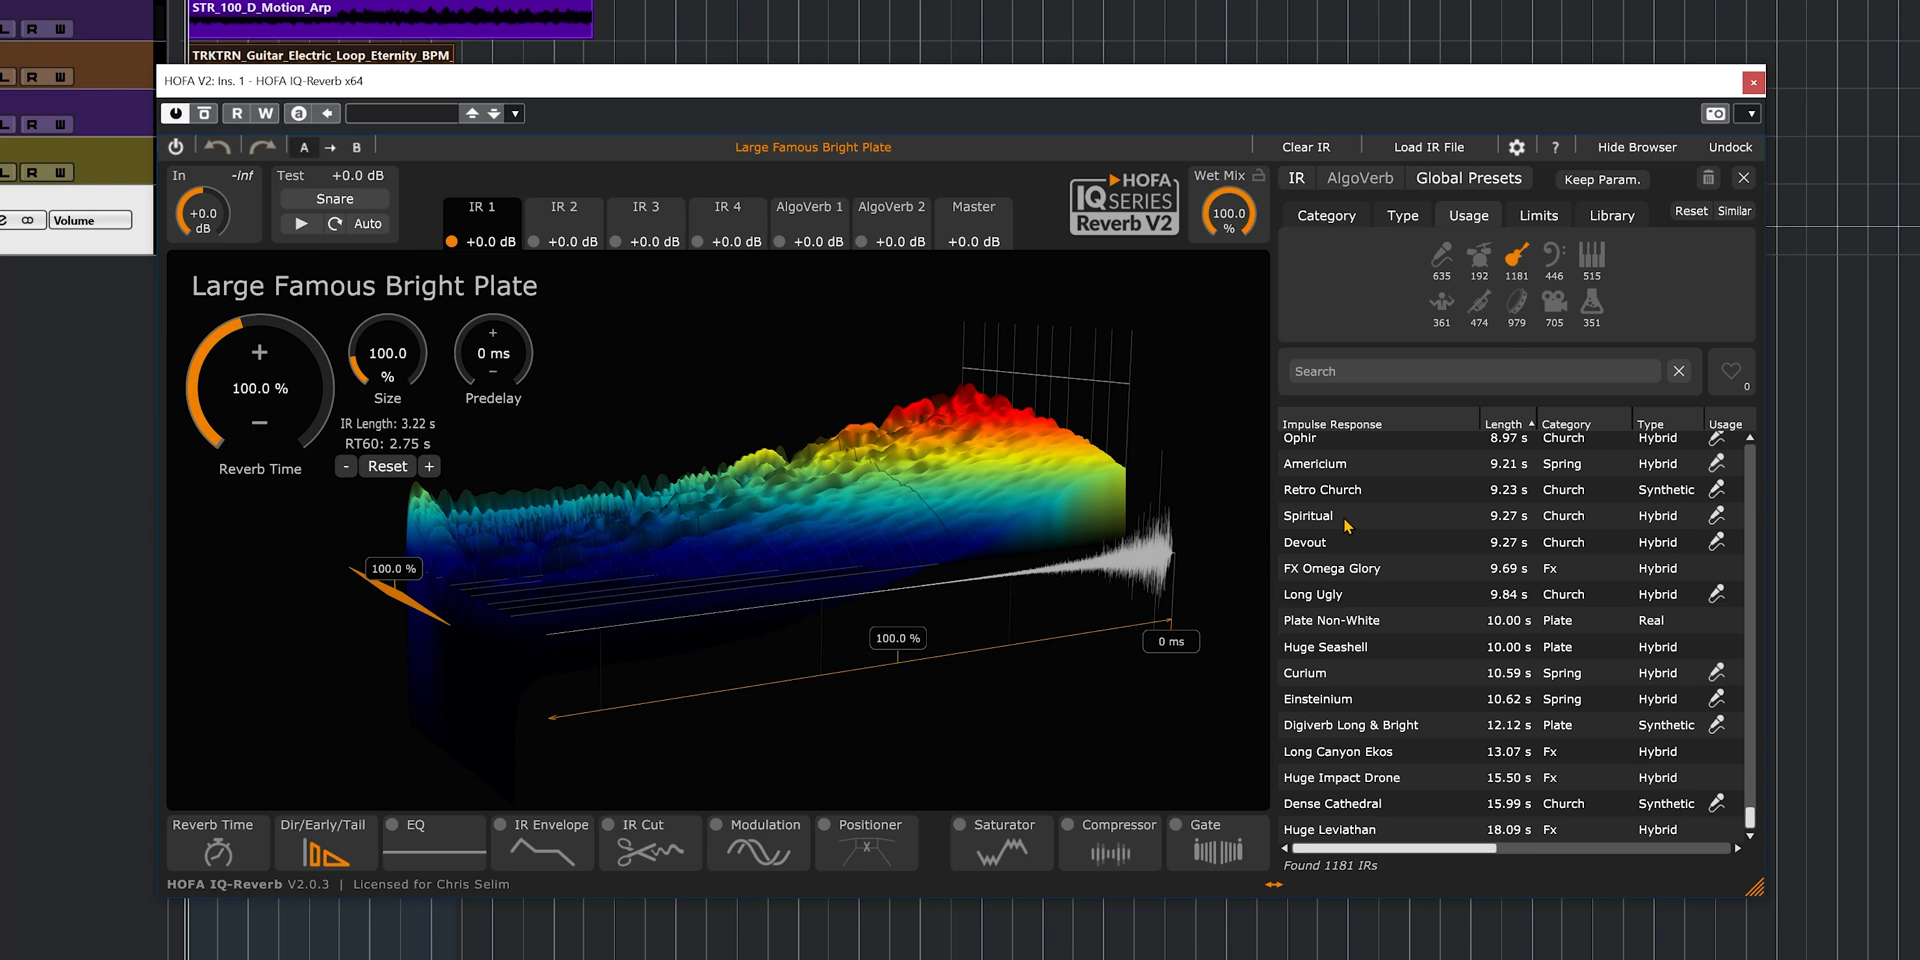 STR_100_D_Motion_Arp
L R W
TRKTRN_Guitar_Electric_Loop_Eternity_BPM_
L R W
HOFA V2: Ins. 1 - HOFA IQ-Reverb x64
R W a
L R W
A → B
Large Famous Bright Plate
Clear IR
Load IR File
?
Hide Browser
Undock
L R W
In -Inf
+0.0 dB
Test +0.0 dB
Snare
Auto
IR 1
+0.0 dB
IR 2
+0.0 dB
IR 3
+0.0 dB
IR 4
+0.0 dB
AlgoVerb 1
+0.0 dB
AlgoVerb 2
+0.0 dB
Master
+0.0 dB
HOFA
IQ SERIES
Reverb V2
Wet Mix
100.0 %
IR
AlgoVerb
Global Presets
Keep Param.
Category
Type
Usage
Limits
Library
Reset
Similar
Volume
635 192 1181 446 515
361 474 979 705 351
Large Famous Bright Plate
+
100.0 %
−
Reverb Time
100.0 %
Size
+
0 ms
−
Predelay
IR Length: 3.22 s
RT60: 2.75 s
- Reset +
100.0 %
100.0 %
0 ms
Search
0
Impulse Response Length Category Type Usage
Ophir 8.97 s Church Hybrid
Americium 9.21 s Spring Hybrid
Retro Church 9.23 s Church Synthetic
Spiritual 9.27 s Church Hybrid
Devout 9.27 s Church Hybrid
FX Omega Glory 9.69 s Fx Hybrid
Long Ugly 9.84 s Church Hybrid
Plate Non-White 10.00 s Plate Real
Huge Seashell 10.00 s Plate Hybrid
Curium 10.59 s Spring Hybrid
Einsteinium 10.62 s Spring Hybrid
Digiverb Long & Bright 12.12 s Plate Synthetic
Long Canyon Ekos 13.07 s Fx Hybrid
Huge Impact Drone 15.50 s Fx Hybrid
Dense Cathedral 15.99 s Church Synthetic
Huge Leviathan 18.09 s Fx Hybrid
Found 1181 IRs
Reverb Time
Dir/Early/Tail
EQ
IR Envelope
IR Cut
Modulation
Positioner
X
Saturator
Compressor
Gate
HOFA IQ-Reverb V2.0.3 | Licensed for Chris Selim